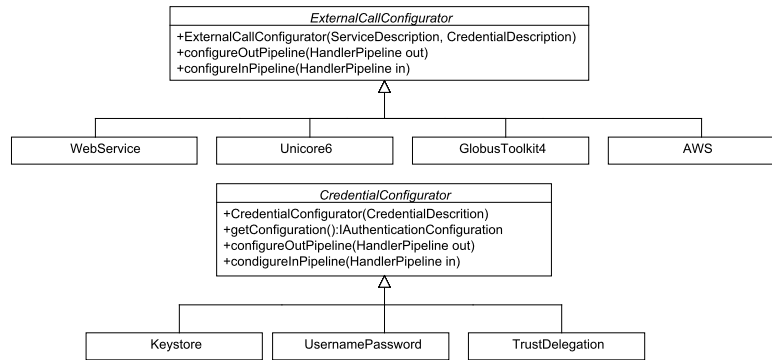 ExternalCallConfigurator
+ExternalCallConfigurator(ServiceDescription, CredentialDescription)
+configureOutPipeline(HandlerPipeline out)
+configureInPipeline(HandlerPipeline in)
WebService
Unicore6
GlobusToolkit4
AWS
CredentialConfigurator
+CredentialConfigurator(CredentialDescrition)
+getConfiguration():IAuthenticationConfiguration
+configureOutPipeline(HandlerPipeline out)
+condigureInPipeline(HandlerPipeline in)
Keystore
UsernamePassword
TrustDelegation